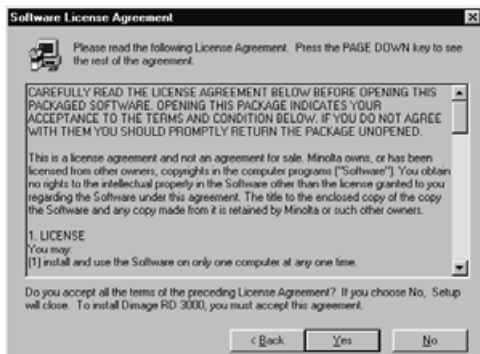 Software License Agreement
Please read the following License Agreement. Press the PAGE DOWN key to see
the rest of the agreement.
CAREFULLY READ THE LICENSE AGREEMENT BELOW BEFORE OPENING THIS
PACKAGED SOFTWARE. OPENING THIS PACKAGE INDICATES YOUR
ACCEPTANCE TO THE TERMS AND CONDITION BELOW. IF YOU DO NOT AGREE
WITH THEM YOU SHOULD PROMPTLY RETURN THE PACKAGE UNOPENED.
This is a license agreement and not an agreement for sale. Minolta owns, or has been
licensed from other owners, copyrights in the computer programs ["Software"]. You obtain
no rights to the intellectual property in the Software other than the license granted to you
regarding the Software under this agreement. The title to the enclosed copy of the copy
the Software and any copy made from it is retained by Minolta or such other owners.
1. LICENSE
You may:
(1) install and use the Software on only one computer at any one time.
Do you accept all the terms of the preceding License Agreement? If you choose No, Setup
will close. To install Dimage RD 3000, you must accept this agreement.
< Back Yes No